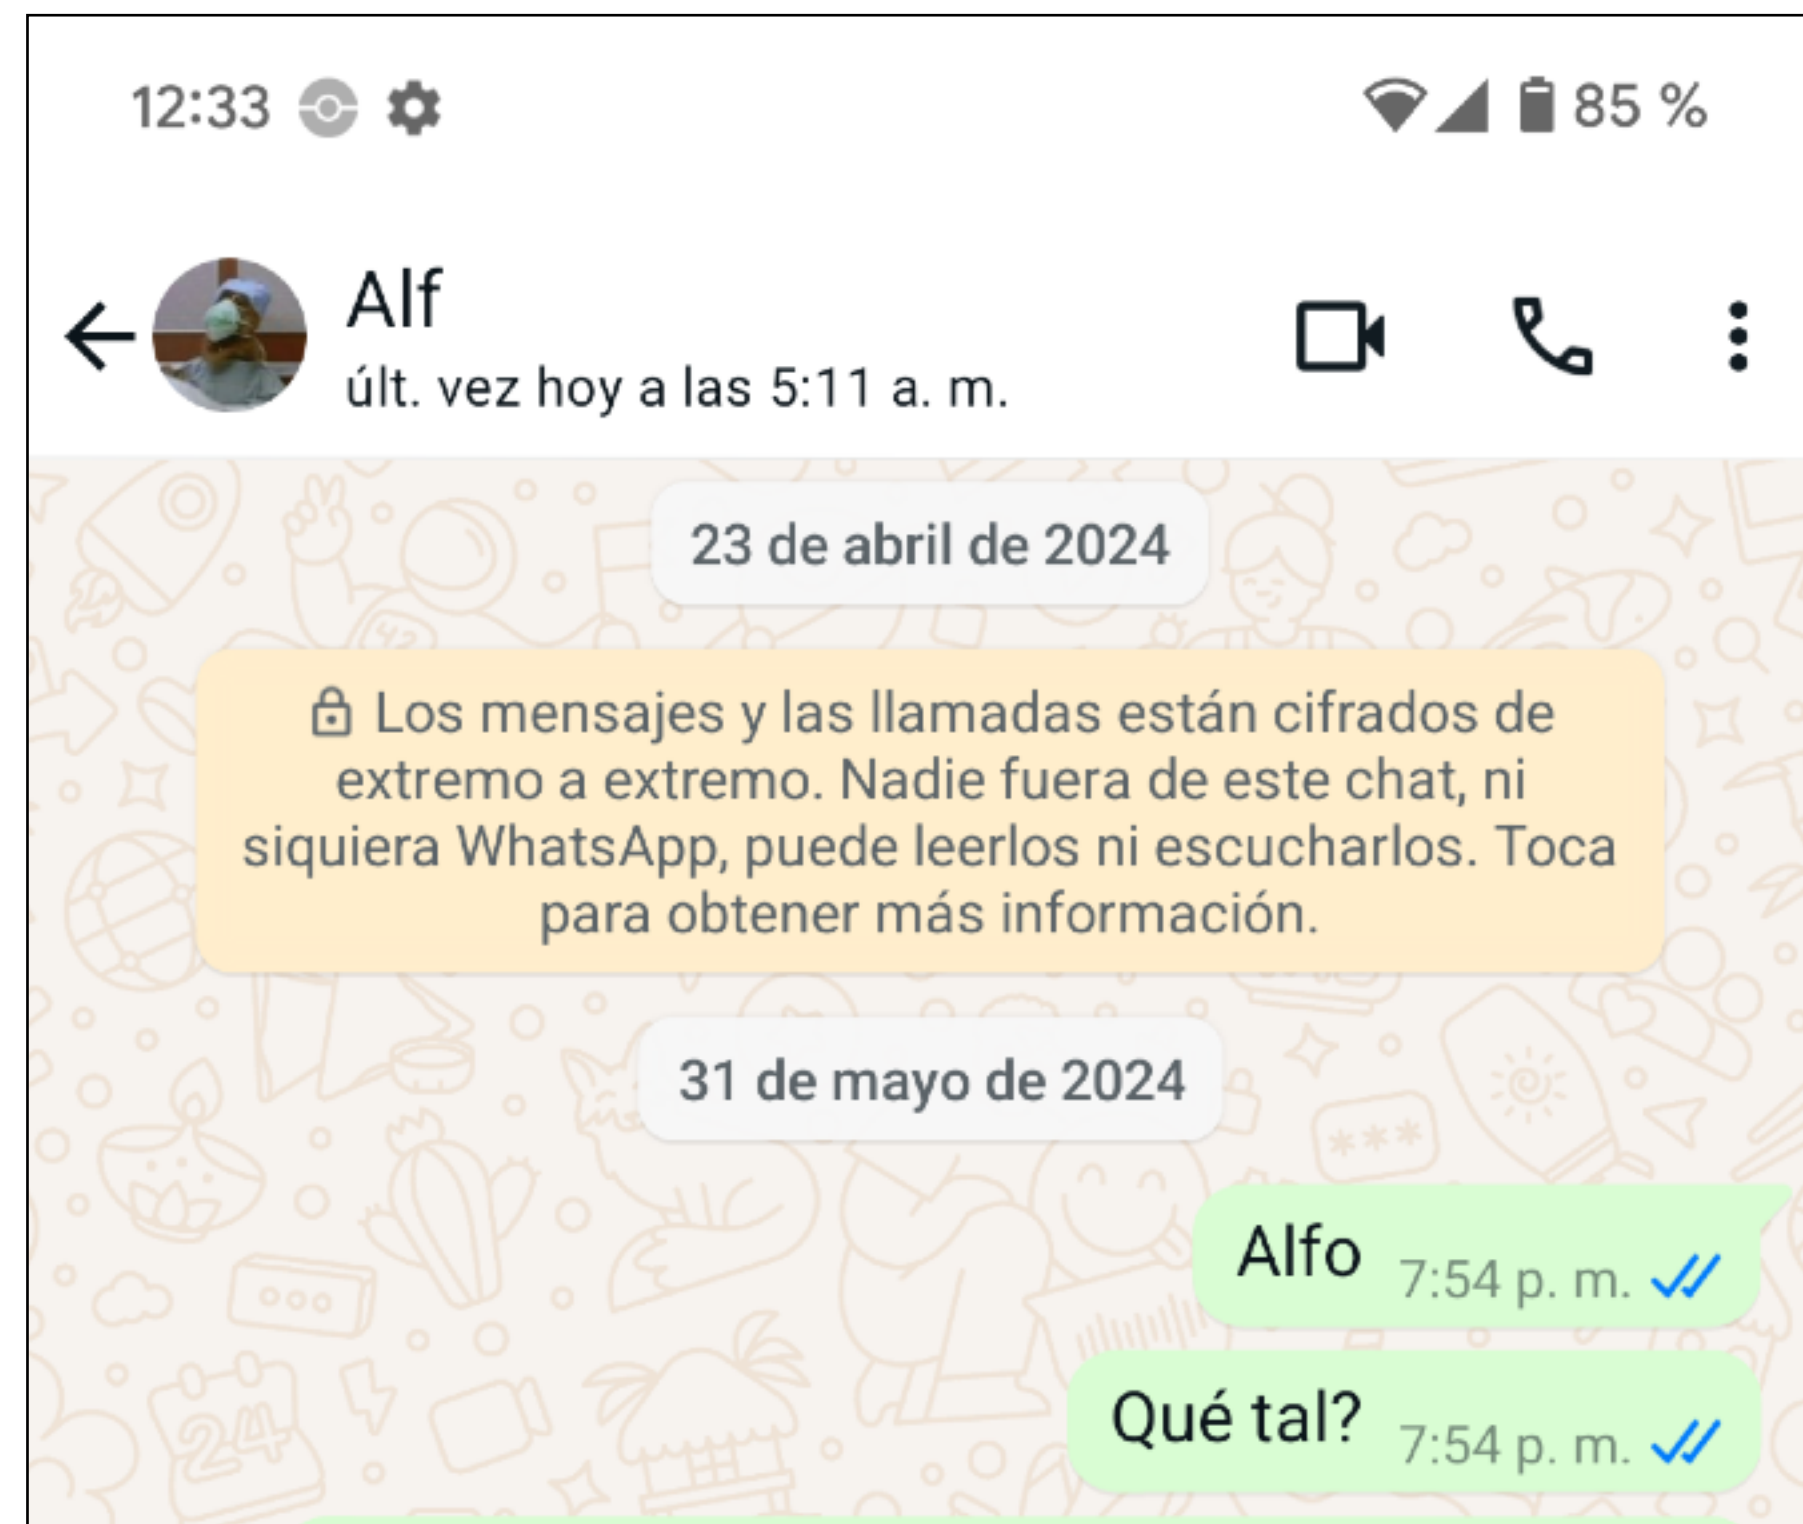 12:33 85 %
Alf
últ. vez hoy a las 5:11 a. m.
23 de abril de 2024
Los mensajes y las llamadas están cifrados de
extremo a extremo. Nadie fuera de este chat, ni
siquiera WhatsApp, puede leerlos ni escucharlos. Toca
para obtener más información.
31 de mayo de 2024
Alfo 7:54 p. m.
Qué tal? 7:54 p. m.